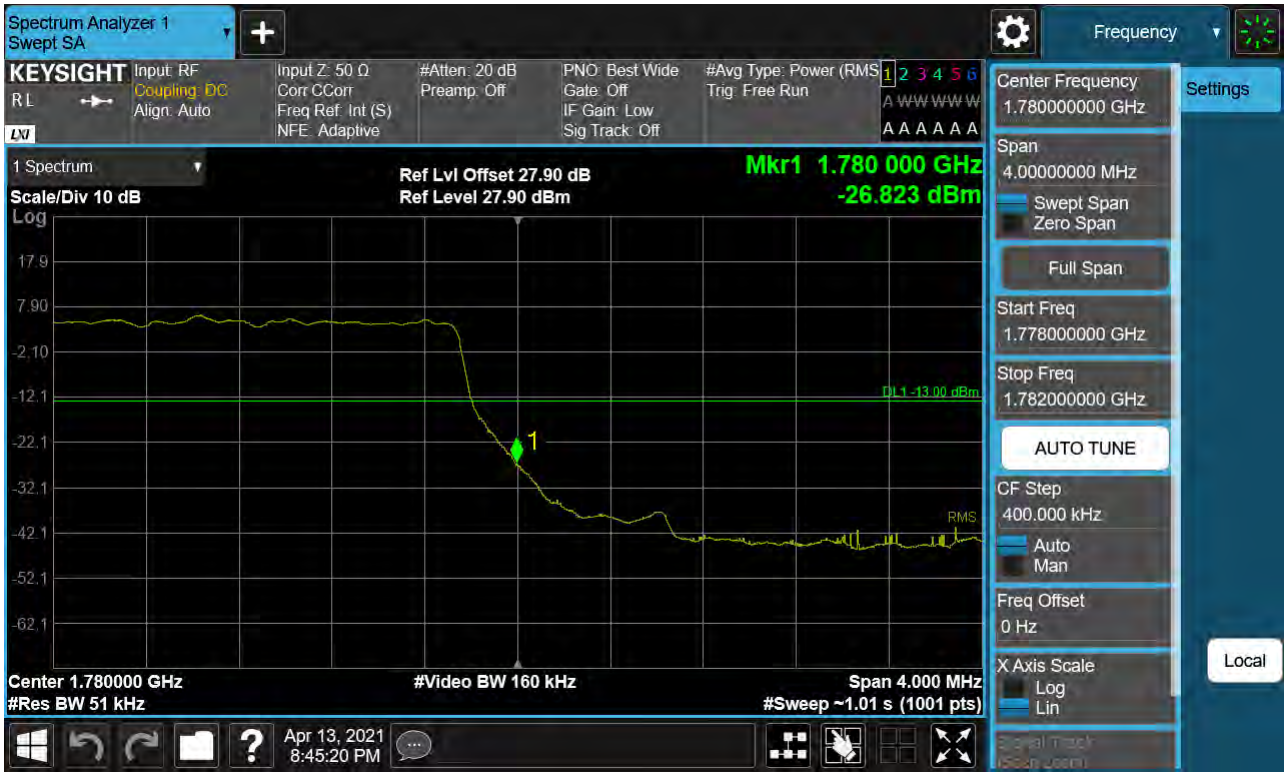 Spectrum Analyzer 1
Swept SA
+
Frequency
KEYSIGHT
RL
LXI
Input: RF
Coupling: DC
Align: Auto
Input Z: 50 Ω
Corr CCorr
Freq Ref: Int (S)
NFE: Adaptive
#Atten: 20 dB
Preamp: Off
PNO: Best Wide
Gate: Off
IF Gain: Low
Sig Track: Off
#Avg Type: Power (RMS
Trig: Free Run
1 2 3 4 5 6
A W W W W W
A A A A A A
1 Spectrum
Scale/Div 10 dB
Log
Ref Lvl Offset 27.90 dB
Ref Level 27.90 dBm
Mkr1 1.780 000 GHz
-26.823 dBm
17.9
7.90
-2.10
-12.1
-22.1
-32.1
-42.1
-52.1
-62.1
DL1 -13.00 dBm
1
RMS
Center 1.780000 GHz
#Res BW 51 kHz
#Video BW 160 kHz
Span 4.000 MHz
#Sweep ~1.01 s (1001 pts)
Center Frequency
1.780000000 GHz
Span
4.00000000 MHz
Swept Span
Zero Span
Full Span
Start Freq
1.778000000 GHz
Stop Freq
1.782000000 GHz
AUTO TUNE
CF Step
400.000 kHz
Auto
Man
Freq Offset
0 Hz
X Axis Scale
Log
Lin
Signal Track
(Span Zoom)
Settings
Local
?
Apr 13, 2021
8:45:20 PM